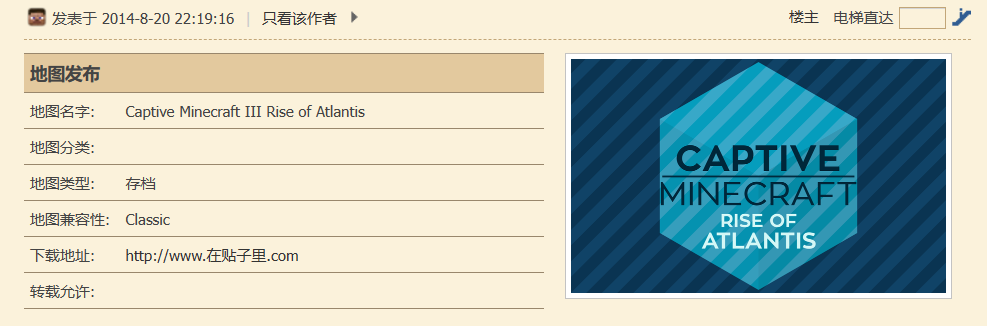 发表于 2014-8-20 22:19:16 | 只看该作者 楼主 电梯直达
地图发布
地图名字: Captive Minecraft III Rise of Atlantis
地图分类:
地图类型: 存档
地图兼容性: Classic
下载地址: http://www.在贴子里.com
转载允许:
CAPTIVE
MINECRAFT
RISE OF
ATLANTIS